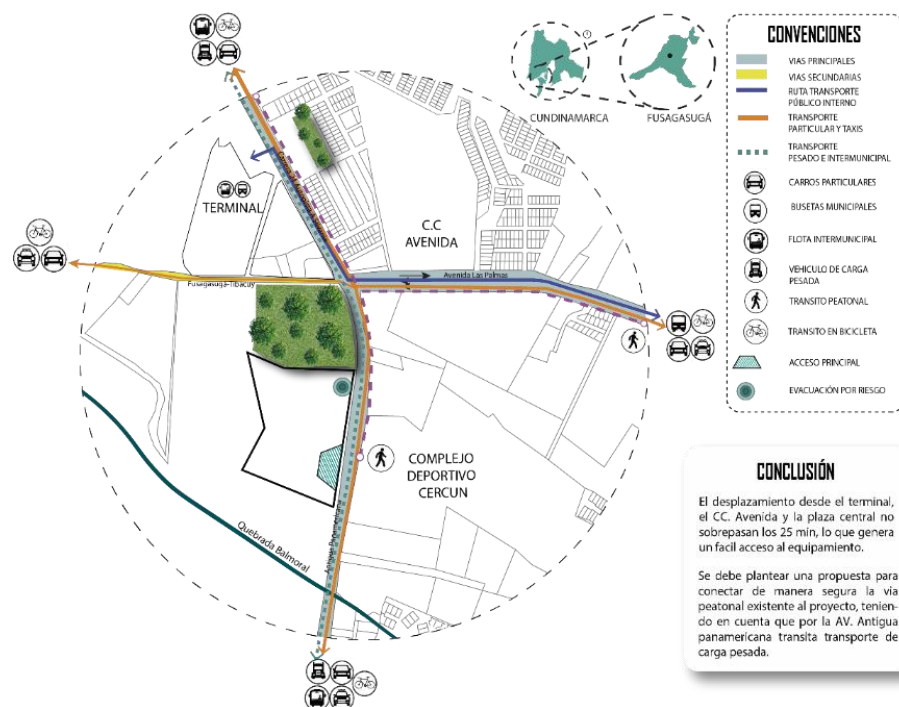 CUNDINAMARCA
FUSAGASUGÁ
TERMINAL
C.C
AVENIDA
Avenida Las Palmas
Fusagasugá-Tibacuy
COMPLEJO
DEPORTIVO
CERCUN
Quebrada Balmoral
CONVENCIONES
VIAS PRINCIPALES
VIAS SECUNDARIAS
RUTA TRANSPORTE
PÚBLICO INTERNO
TRANSPORTE
PARTICULAR Y TAXIS
TRANSPORTE
PESADO E INTERMUNICIPAL
CARROS PARTICULARES
BUSETAS MUNICIPALES
FLOTA INTERMUNICIPAL
VEHICULO DE CARGA
PESADA
TRANSITO PEATONAL
TRANSITO EN BICICLETA
ACCESO PRINCIPAL
EVACUACIÓN POR RIESGO
CONCLUSIÓN
El desplazamiento desde el terminal,
el CC. Avenida y la plaza central no
sobrepasan los 25 min, lo que genera
un facil acceso al equipamiento.
Se debe plantear una propuesta para
conectar de manera segura la via
peatonal existente al proyecto, tenien-
do en cuenta que por la AV. Antigua
panamericana transita transporte de
carga pesada.